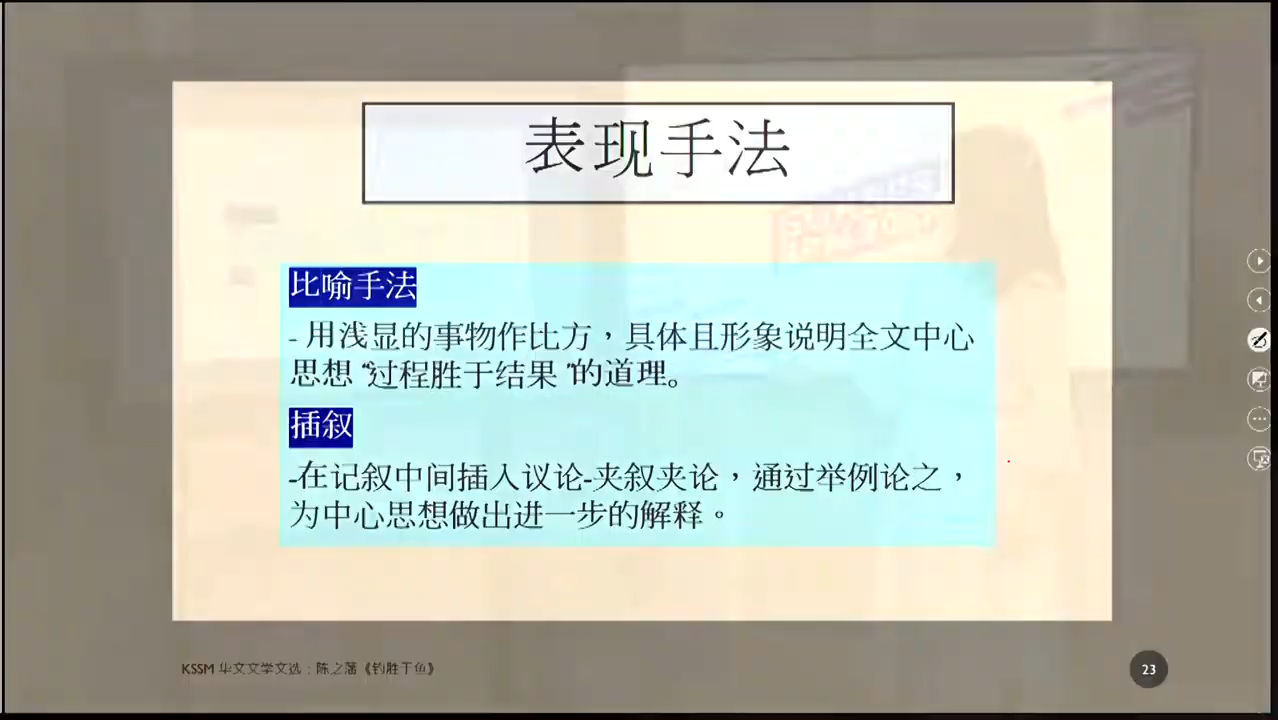 表现手法
比喻手法
- 用浅显的事物作比方，具体且形象说明全文中心
思想 “过程胜于结果 ”的道理。
插叙
-在记叙中间插入议论-夹叙夹论，通过举例论之，
为中心思想做出进一步的解释。
KSSM 华文文学文选：陈之藩《钓胜于鱼》
23